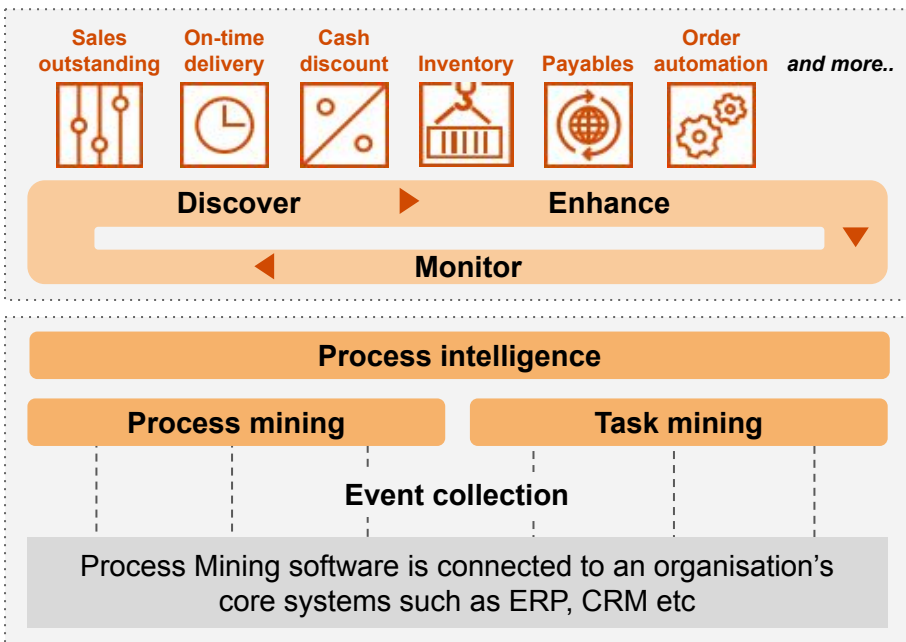 Sales outstanding
On-time delivery
Cash discount
Inventory
Payables
Order automation
and more..
Discover
Enhance
Monitor
Process intelligence
Process mining
Task mining
Event collection
Process Mining software is connected to an organisation's
core systems such as ERP, CRM etc